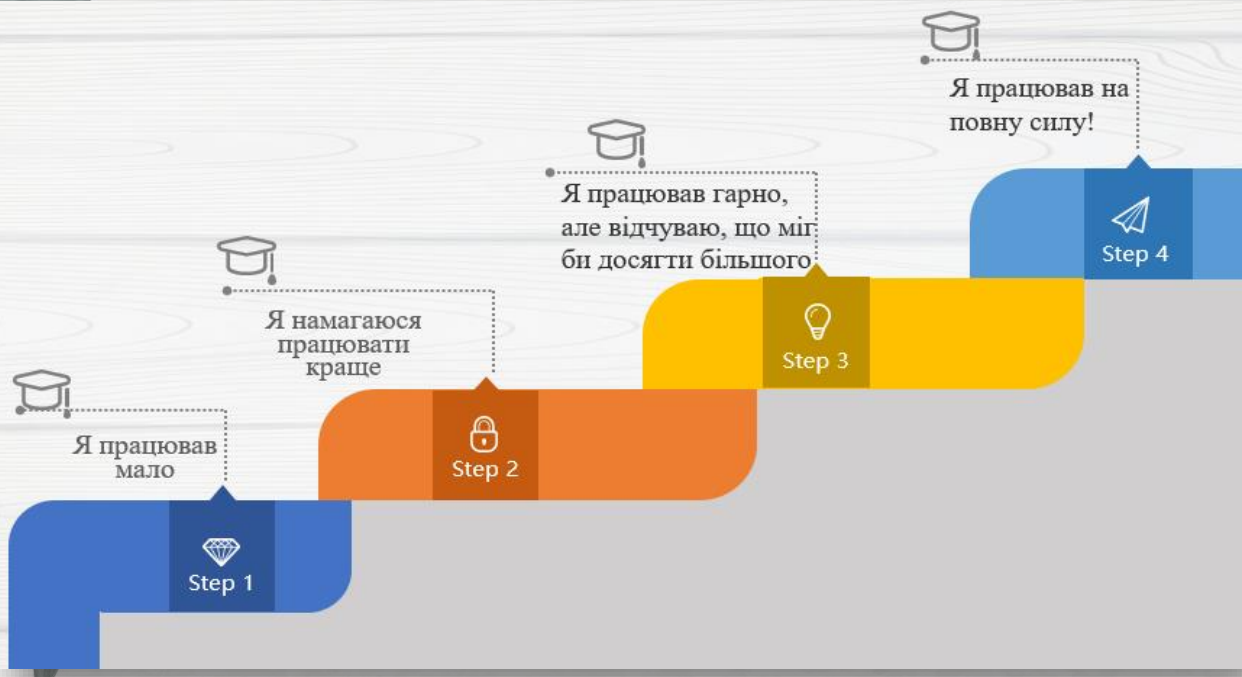 Я працював на
повну силу!
Я працював гарно,
але відчуваю, що міг
би досягти більшого
Step 4
Я намагаюся
працювати
краще
Step 3
Я працював
мало
Step 2
Step 1